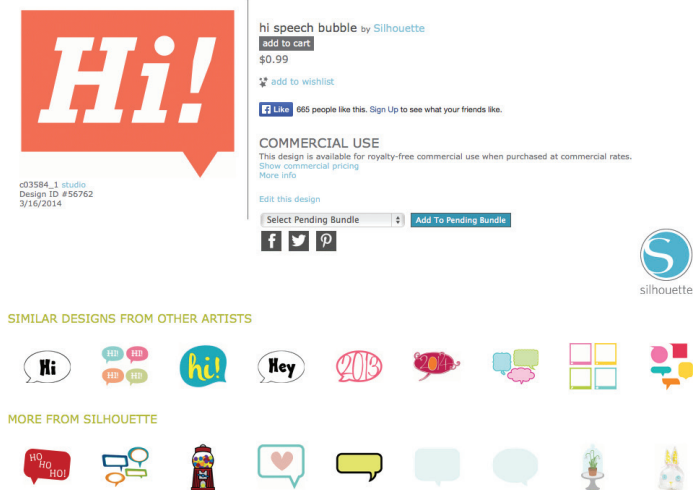 Hi!
hi speech bubble by Silhouette
add to cart
$0.99
add to wishlist
f Like 665 people like this. Sign Up to see what your friends like.
COMMERCIAL USE
This design is available for royalty-free commercial use when purchased at commercial rates.
Show commercial pricing
More info
c03584_1 studio
Design ID #56762
3/16/2014
Edit this design
Select Pending Bundle
Add To Pending Bundle
S
silhouette
SIMILAR DESIGNS FROM OTHER ARTISTS
Hi
HI! HI!
HI! HI!
hi!
Hey
2013
2014
MORE FROM SILHOUETTE
HO
HO
HO!